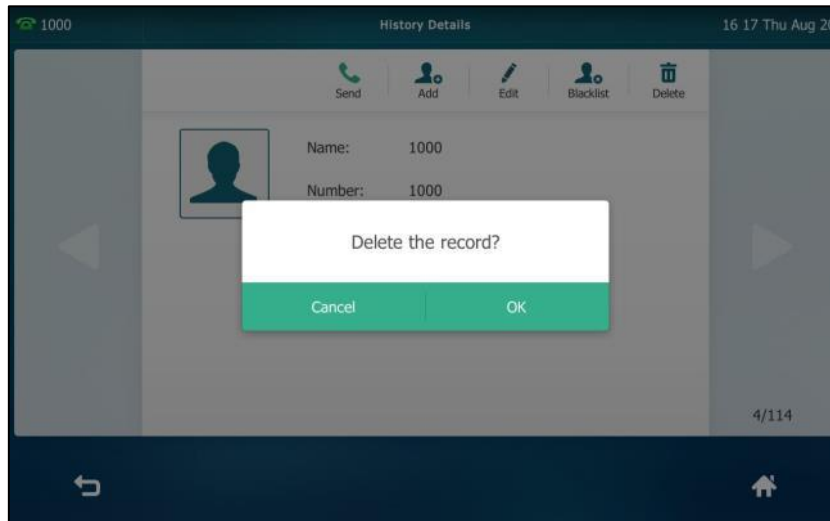 1000 History Details 16 17 Thu Aug
Send Add Edit Blacklist Delete
Name: 1000
Number: 1000
Delete the record?
Cancel OK
4/114